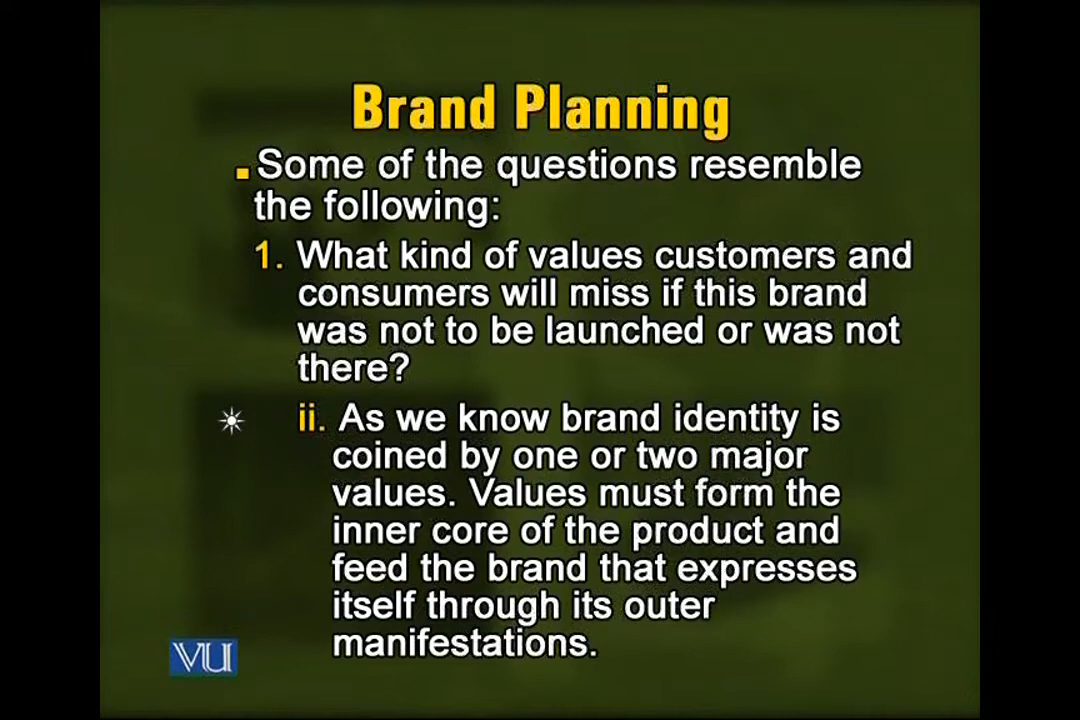 Brand Planning
Some of the questions resemble
the following:
1. What kind of values customers and
consumers will miss if this brand
was not to be launched or was not
there?
ii. As we know brand identity is
coined by one or two major
values. Values must form the
inner core of the product and
feed the brand that expresses
itself through its outer
manifestations.
VU